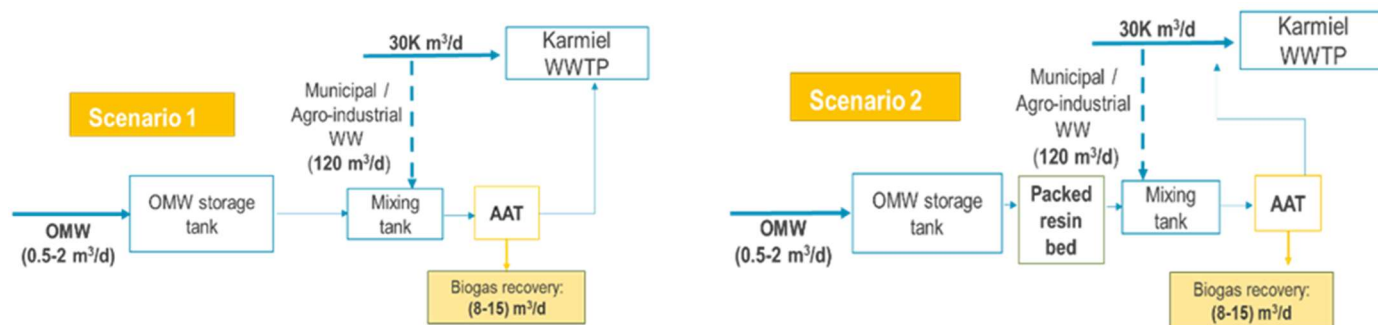 30K m³/d
Karmiel
WWTP
Municipal /
Agro-industrial
WW
(120 m³/d)
Scenario 1
OMW storage
tank
Mixing
tank
AAT
OMW
(0.5-2 m³/d)
Biogas recovery:
(8-15) m³/d
30K m³/d
Karmiel
WWTP
Municipal /
Agro-industrial
WW
(120 m³/d)
Scenario 2
OMW storage
tank
Packed
resin
bed
Mixing
tank
AAT
OMW
(0.5-2 m³/d)
Biogas recovery:
(8-15) m³/d